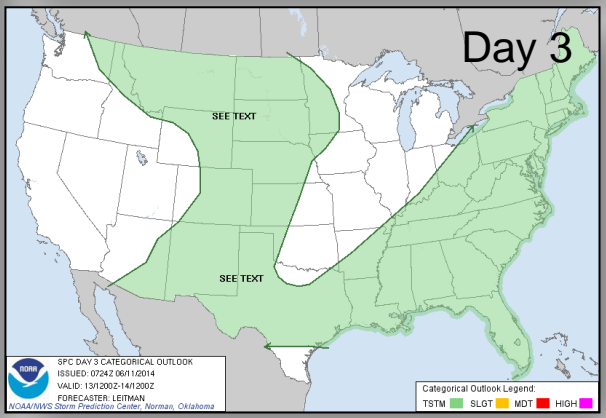 Day 3
SEE TEXT
SEE TEXT
SPC DAY 3 CATEGORICAL OUTLOOK
ISSUED: 0724Z 06/11/2014
VALID: 13/1200Z-14/1200Z
FORECASTER: LEITMAN
NOAA/NWS Storm Prediction Center, Norman, Oklahoma
NOAA
Categorical Outlook Legend:
TSTM SLGT MDT HIGH